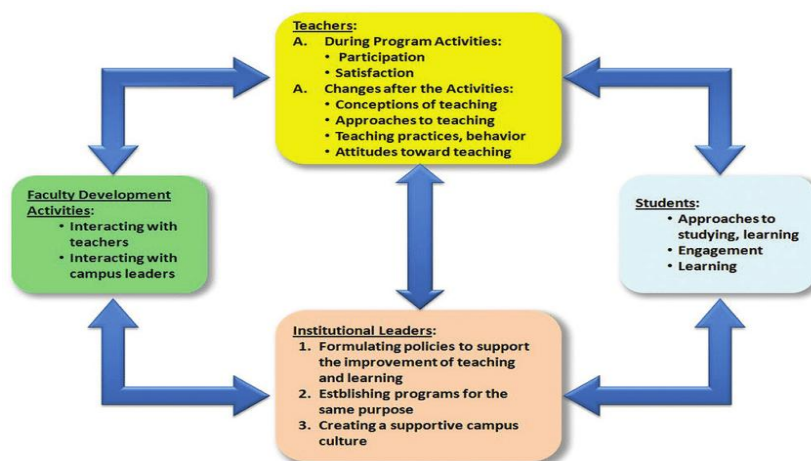 Teachers:
A. During Program Activities:
• Participation
• Satisfaction
A. Changes after the Activities:
• Conceptions of teaching
• Approaches to teaching
• Teaching practices, behavior
• Attitudes toward teaching
Faculty Development
Activities:
• Interacting with
teachers
• Interacting with
campus leaders
Students:
• Approaches to
studying, learning
• Engagement
• Learning
Institutional Leaders:
1. Formulating policies to support
the improvement of teaching
and learning
2. Estblishing programs for the
same purpose
3. Creating a supportive campus
culture